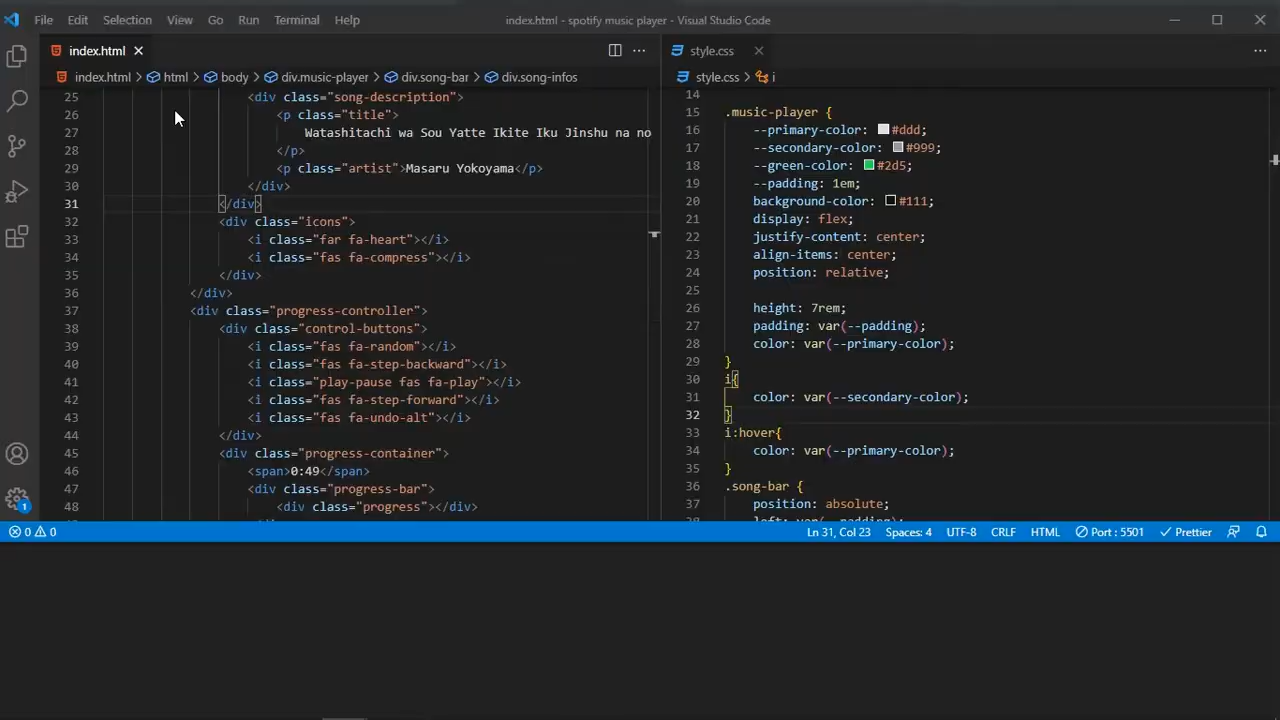 File Edit Selection View Go Run Terminal Help index.html - spotify music player - Visual Studio Code
index.html
index.html > html > body > div.music-player > div.song-bar > div.song-infos
25 <div class="song-description">
26 <p class="title">
27 Watashitachi wa Sou Yatte Ikite Iku Jinshu na no
28 </p>
29 <p class="artist">Masaru Yokoyama</p>
30 </div>
31 </div>
32 <div class="icons">
33 <i class="far fa-heart"></i>
34 <i class="fas fa-compress"></i>
35 </div>
36 </div>
37 <div class="progress-controller">
38 <div class="control-buttons">
39 <i class="fas fa-random"></i>
40 <i class="fas fa-step-backward"></i>
41 <i class="play-pause fas fa-play"></i>
42 <i class="fas fa-step-forward"></i>
43 <i class="fas fa-undo-alt"></i>
44 </div>
45 <div class="progress-container">
46 <span>0:49</span>
47 <div class="progress-bar">
48 <div class="progress"></div>
style.css
style.css > i
14
15 .music-player {
16 --primary-color: #ddd;
17 --secondary-color: #999;
18 --green-color: #2d5;
19 --padding: 1em;
20 background-color: #111;
21 display: flex;
22 justify-content: center;
23 align-items: center;
24 position: relative;
25
26 height: 7rem;
27 padding: var(--padding);
28 color: var(--primary-color);
29 }
30 i{
31 color: var(--secondary-color);
32 }
33 i:hover{
34 color: var(--primary-color);
35 }
36 .song-bar {
37 position: absolute;
38 left: var(--padding);
1
0 0 Ln 31, Col 23 Spaces: 4 UTF-8 CRLF HTML Port : 5501 Prettier